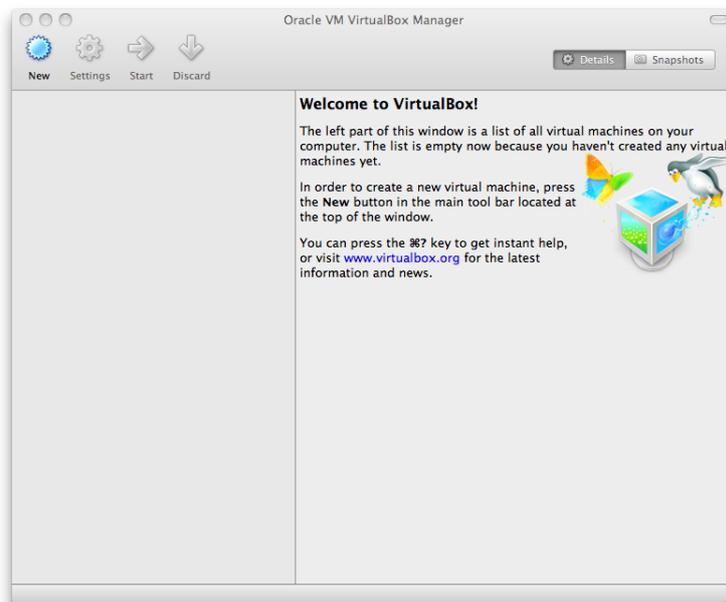 Oracle VM VirtualBox Manager
New Settings Start Discard
Details Snapshots
Welcome to VirtualBox!
The left part of this window is a list of all virtual machines on your
computer. The list is empty now because you haven't created any virtual
machines yet.
In order to create a new virtual machine, press
the New button in the main tool bar located at
the top of the window.
You can press the ⌘? key to get instant help,
or visit www.virtualbox.org for the latest
information and news.